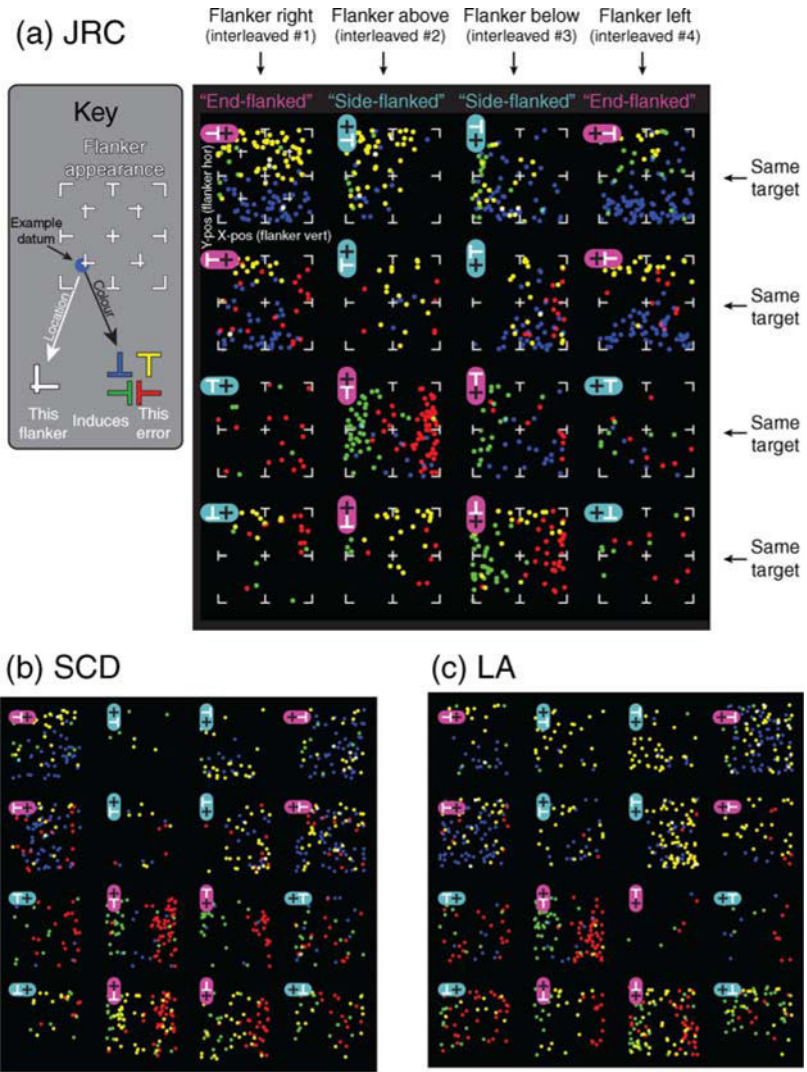 (a) JRC
Flanker right
(interleaved #1)
Flanker above
(interleaved #2)
Flanker below
(interleaved #3)
Flanker left
(interleaved #4)
Key
Flanker
appearance
Example
datum
Location
Colour
This
flanker
Induces
This
error
"End-flanked"
"Side-flanked"
"Side-flanked"
"End-flanked"
Y-pos (flanker hor)
X-pos (flanker vert)
Same
target
Same
target
Same
target
Same
target
(b) SCD
(c) LA